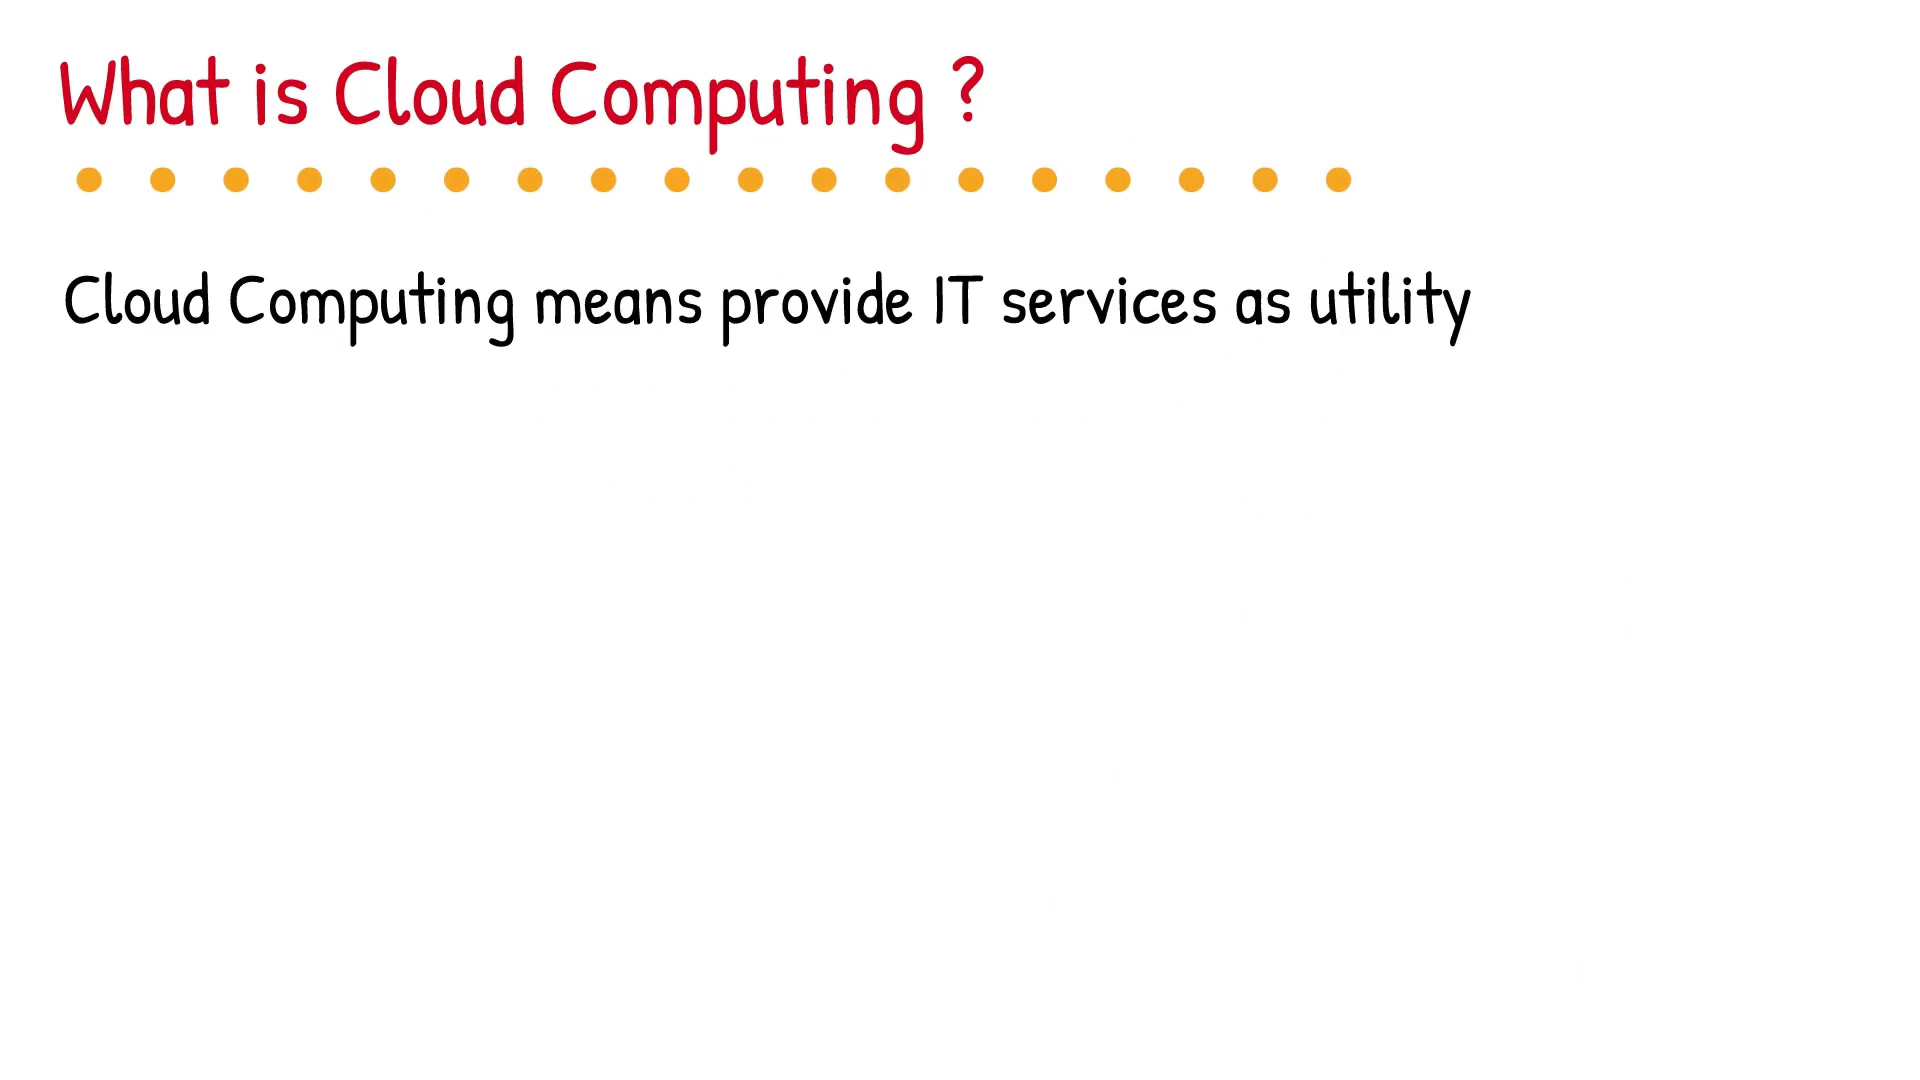 What is Cloud Computing ?
Cloud Computing means provide IT services as utility